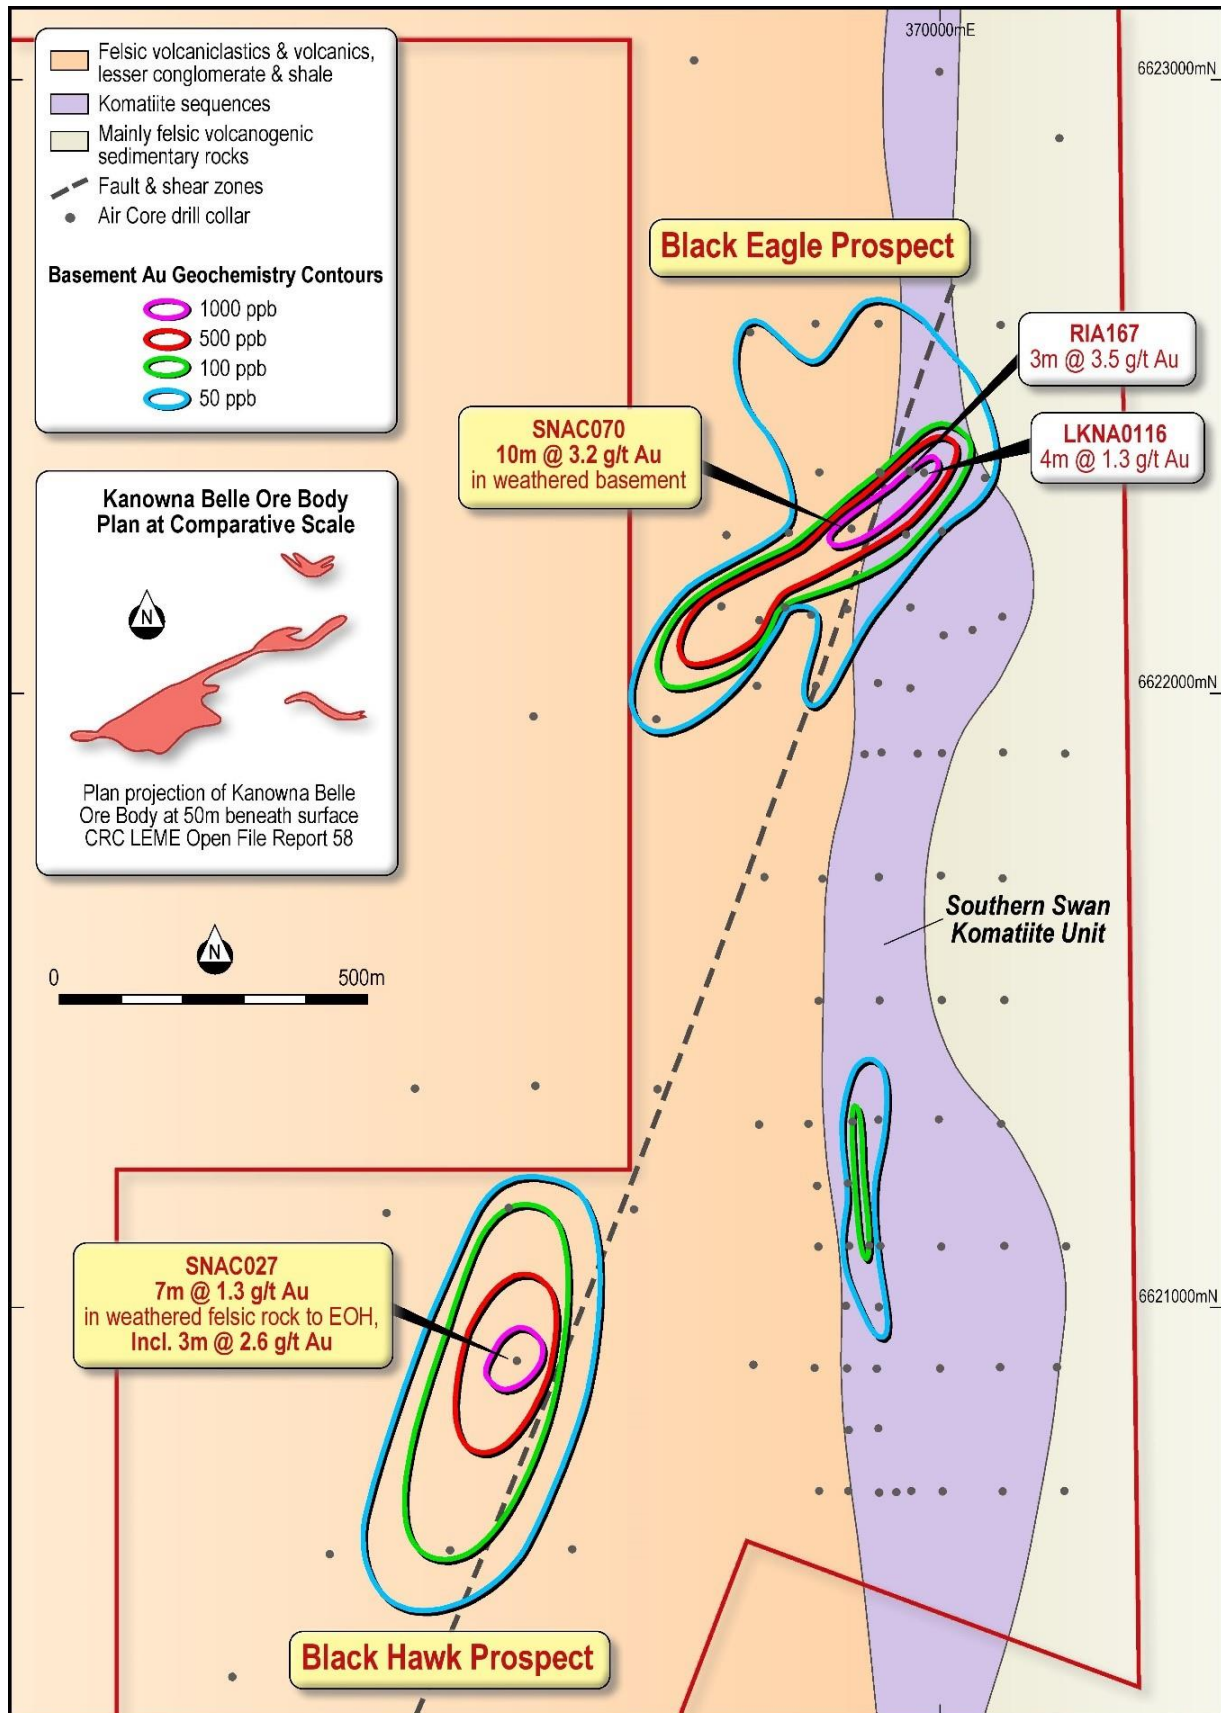 370000mE
6623000mN
Felsic volcaniclastics & volcanics,
lesser conglomerate & shale
Komatiite sequences
Mainly felsic volcanogenic
sedimentary rocks
Fault & shear zones
Air Core drill collar
Basement Au Geochemistry Contours
1000 ppb
500 ppb
100 ppb
50 ppb
Black Eagle Prospect
RIA167
3m @ 3.5 g/t Au
LKNA0116
4m @ 1.3 g/t Au
SNAC070
10m @ 3.2 g/t Au
in weathered basement
Kanowna Belle Ore Body
Plan at Comparative Scale
N
Plan projection of Kanowna Belle
Ore Body at 50m beneath surface
CRC LEME Open File Report 58
6622000mN
Southern Swan
Komatiite Unit
N
0 500m
SNAC027
7m @ 1.3 g/t Au
in weathered felsic rock to EOH,
Incl. 3m @ 2.6 g/t Au
6621000mN
Black Hawk Prospect